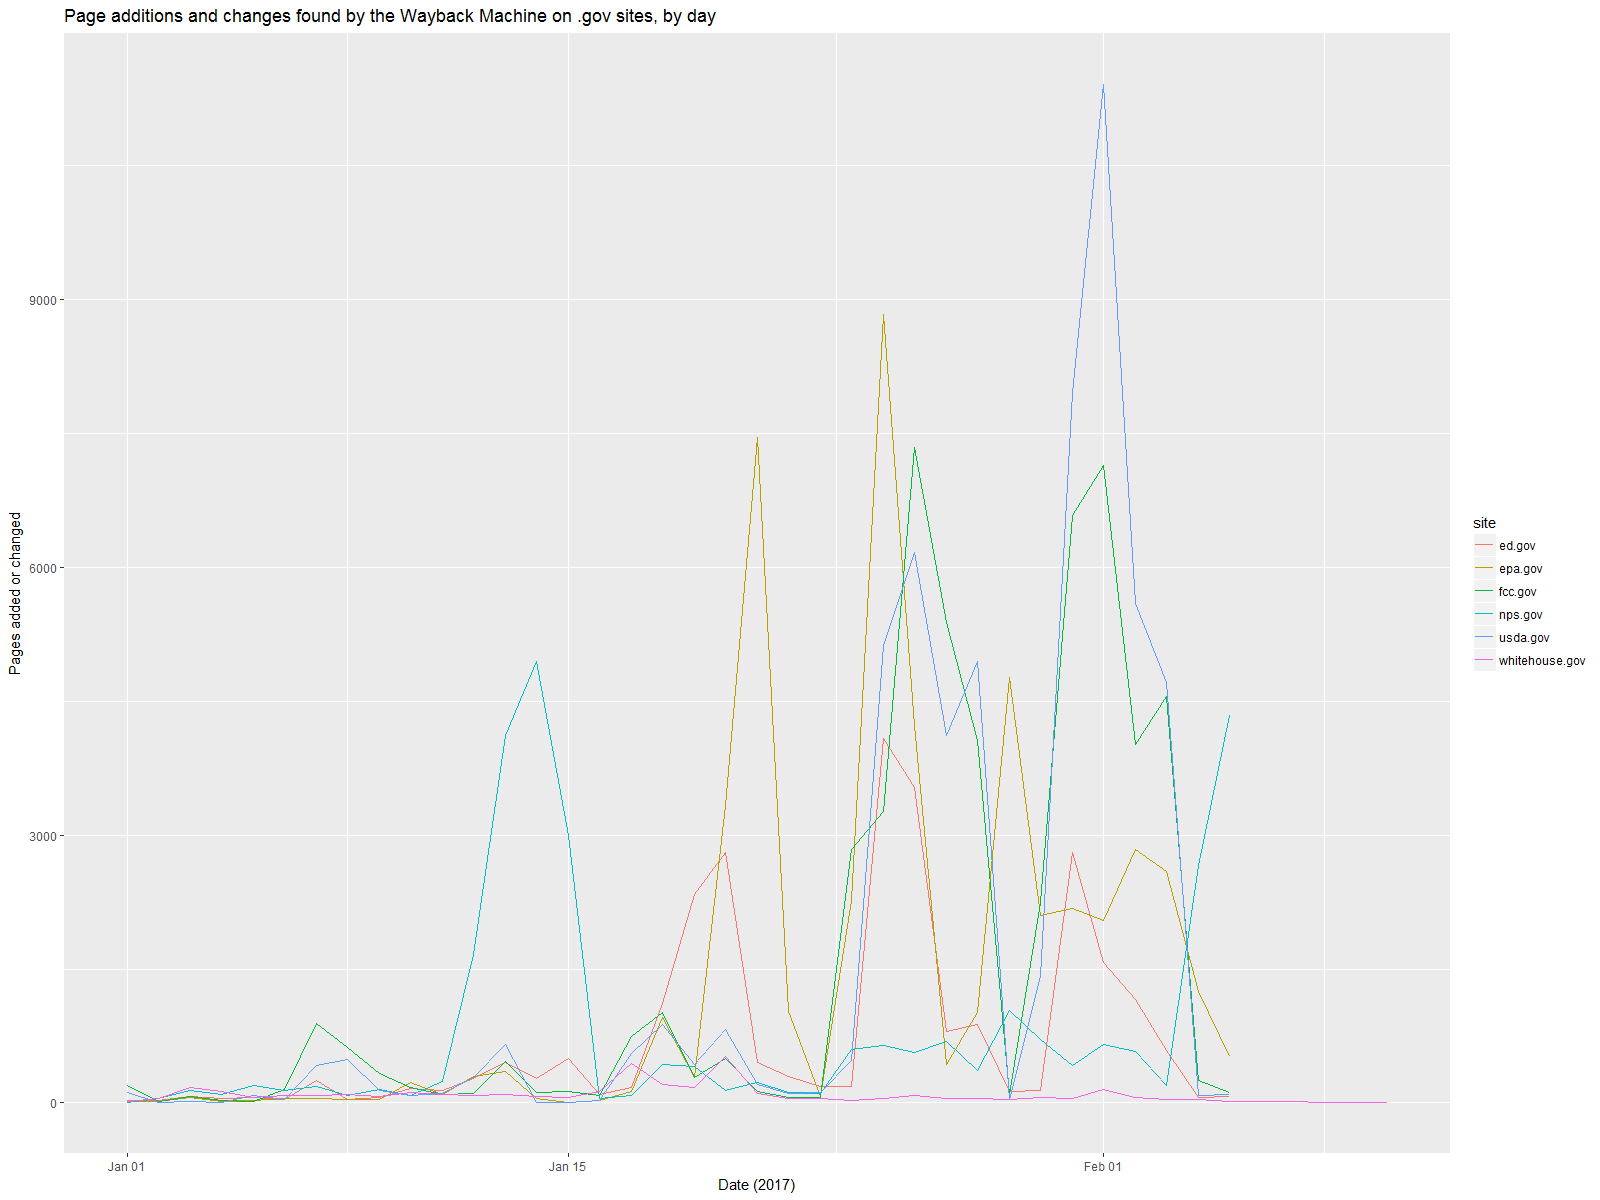 Page additions and changes found by the Wayback Machine on .gov sites, by day
Pages added or changed
9000
6000
3000
0
Jan 01
Jan 15
Feb 01
Date (2017)
site
ed.gov
epa.gov
fcc.gov
nps.gov
usda.gov
whitehouse.gov